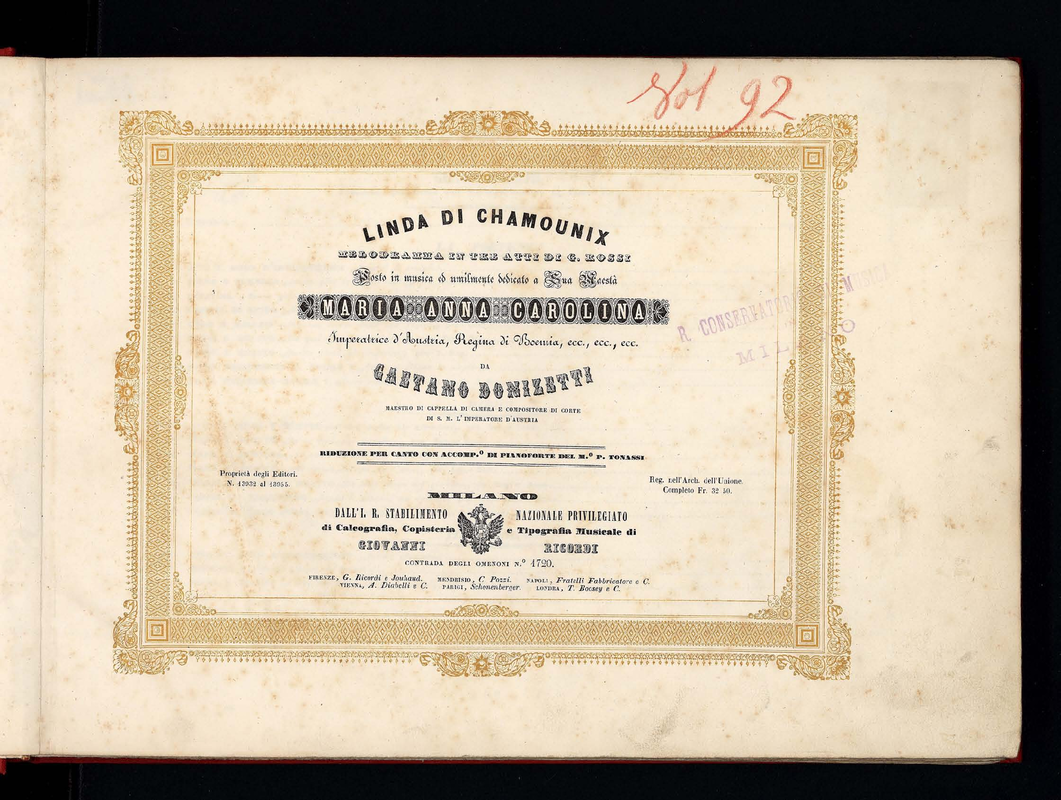 Vol 92
LINDA DI CHAMOUNIX
MELODRAMMA IN TRE ATTI DI G. ROSSI
Posto in musica ed umilmente dedicato a Sua Maestà
MARIA ANNA CAROLINA
Imperatrice d'Austria, Regina di Boemia, ecc., ecc., ecc.
R. CONSERVATORIO MUSICA
MILANO
DA
GAETANO DONIZETTI
MAESTRO DI CAPPELLA DI CAMERA E COMPOSITORE DI CORTE
DI S. M. L'IMPERATORE D'AUSTRIA
RIDUZIONE PER CANTO CON ACCOMP.º DI PIANOFORTE DEL M.º P. TONASSI
Proprietà degli Editori.
N. 13932 al 13955.
Reg. nell'Arch. dell'Unione.
Completo Fr. 32 50.
MILANO
DALL'I. R. STABILIMENTO NAZIONALE PRIVILEGIATO
di Calcografia, Copisteria e Tipografia Musicale di
GIOVANNI RICORDI
CONTRADA DEGLI OMENONI N.º 1720.
FIRENZE, G. Ricordi e Jouhaud. MENDRISIO, C. Pozzi. NAPOLI, Fratelli Fabbricatore e C.
VIENNA, A. Diabelli e C. PARIGI, Schonenberger. LONDRA, T. Boosey e C.